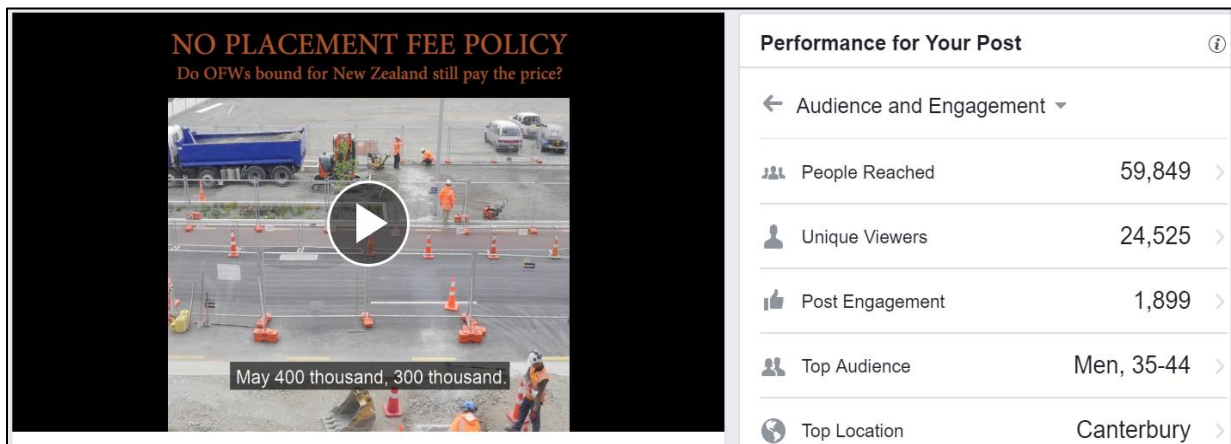 NO PLACEMENT FEE POLICY
Do OFWs bound for New Zealand still pay the price?
May 400 thousand, 300 thousand.
Performance for Your Post
Audience and Engagement
People Reached 59,849
Unique Viewers 24,525
Post Engagement 1,899
Top Audience Men, 35-44
Top Location Canterbury